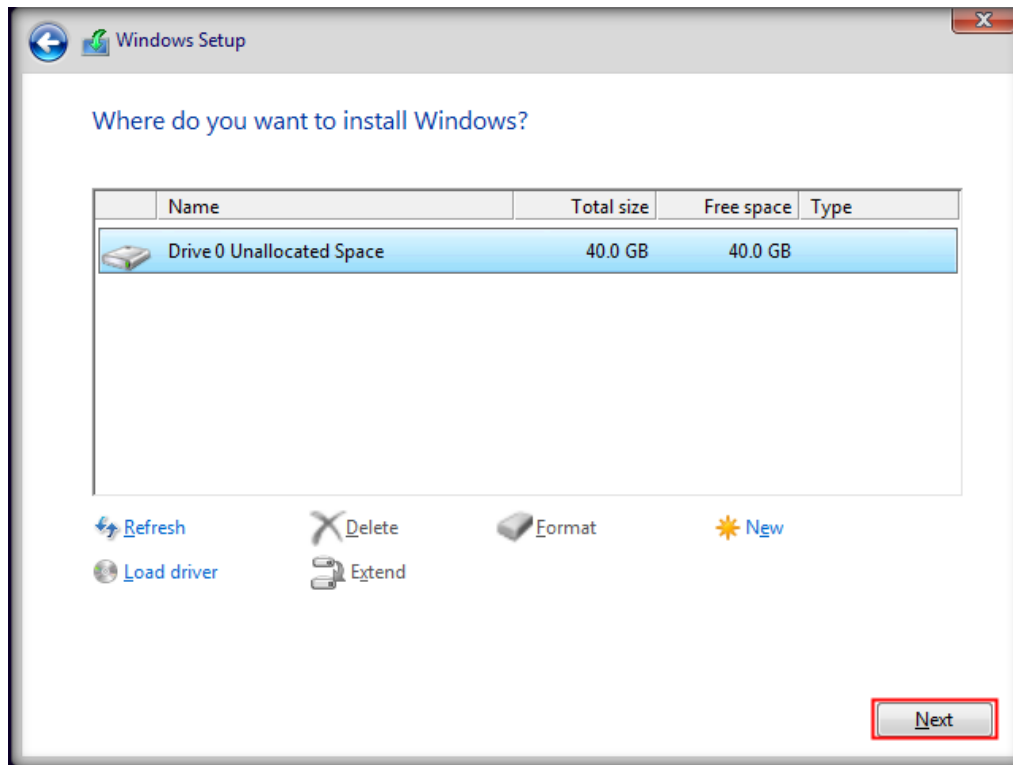 Windows Setup
Where do you want to install Windows?
Name Total size Free space Type
Drive 0 Unallocated Space 40.0 GB 40.0 GB
Refresh Delete Format New
Load driver Extend
Next